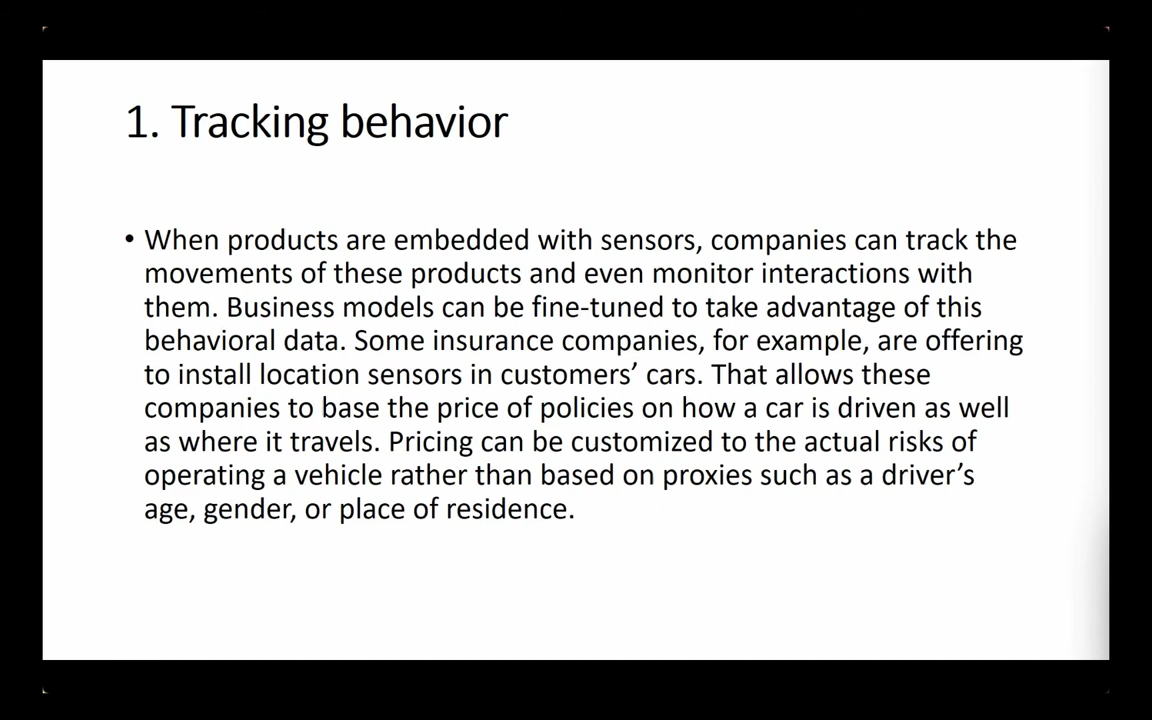 1. Tracking behavior
• When products are embedded with sensors, companies can track the
movements of these products and even monitor interactions with
them. Business models can be fine-tuned to take advantage of this
behavioral data. Some insurance companies, for example, are offering
to install location sensors in customers’ cars. That allows these
companies to base the price of policies on how a car is driven as well
as where it travels. Pricing can be customized to the actual risks of
operating a vehicle rather than based on proxies such as a driver’s
age, gender, or place of residence.